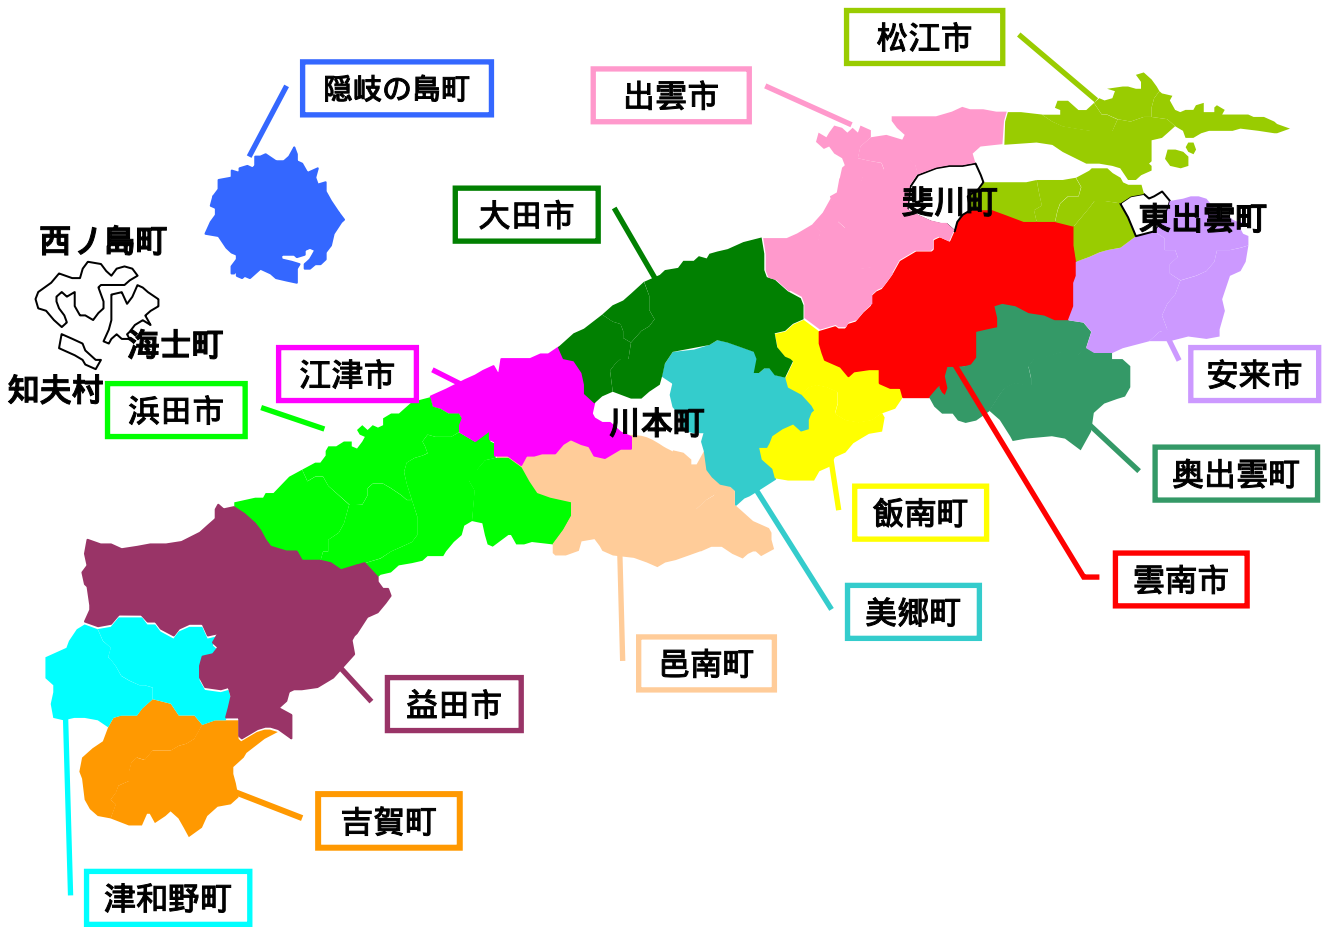 松江市
隠岐の島町
出雲市
斐川町
東出雲町
大田市
西ノ島町
海士町
知夫村
江津市
安来市
浜田市
川本町
奥出雲町
飯南町
雲南市
美郷町
邑南町
益田市
吉賀町
津和野町